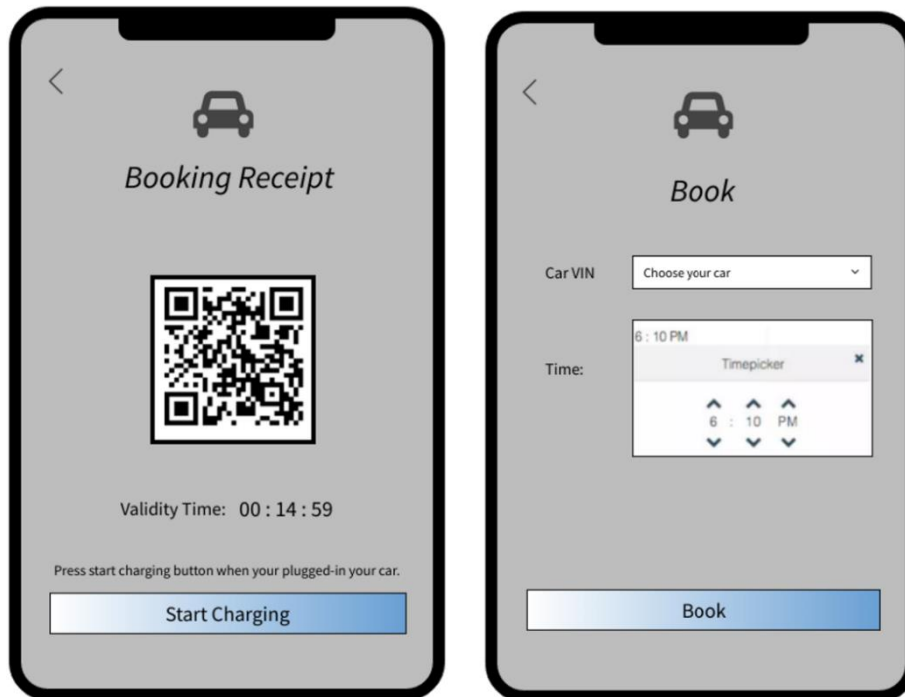 Booking Receipt
Validity Time: 00 : 14 : 59
Press start charging button when your plugged-in your car.
Start Charging
Book
Car VIN
Choose your car
6 : 10 PM
Timepicker
Time:
6 : 10 PM
Book